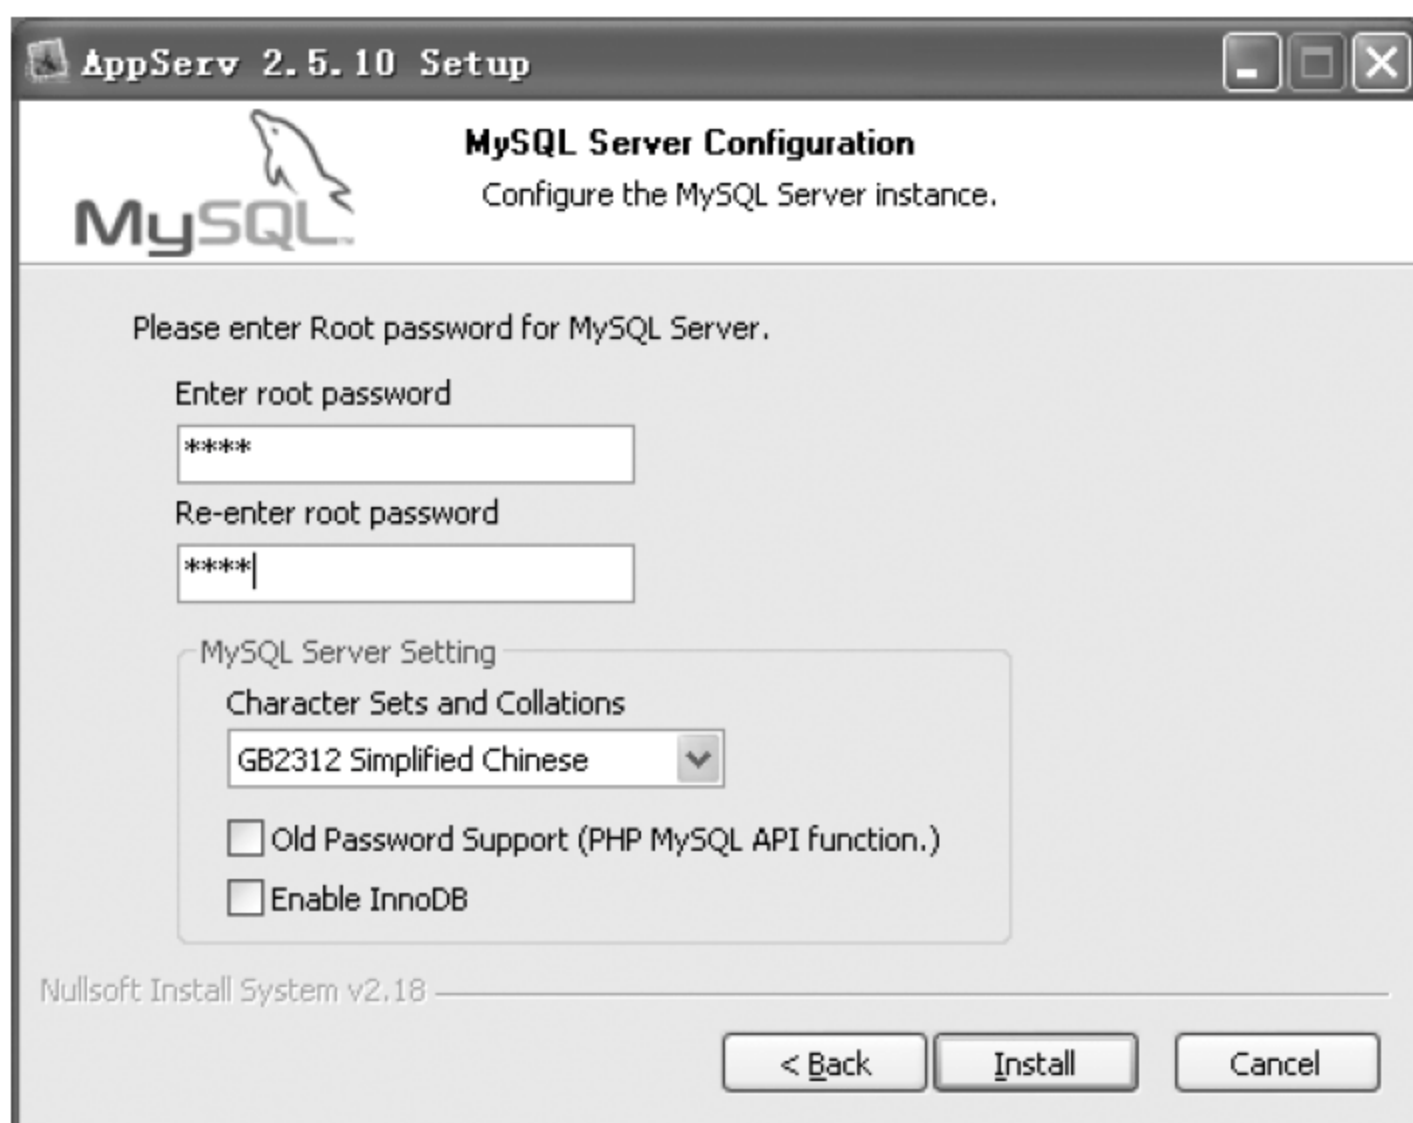 AppServ 2.5.10 Setup
MySQL
MySQL Server Configuration
Configure the MySQL Server instance.
Please enter Root password for MySQL Server.
Enter root password
****
Re-enter root password
****
MySQL Server Setting
Character Sets and Collations
GB2312 Simplified Chinese
Old Password Support (PHP MySQL API function.)
Enable InnoDB
Nullsoft Install System v2.18
< Back Install Cancel